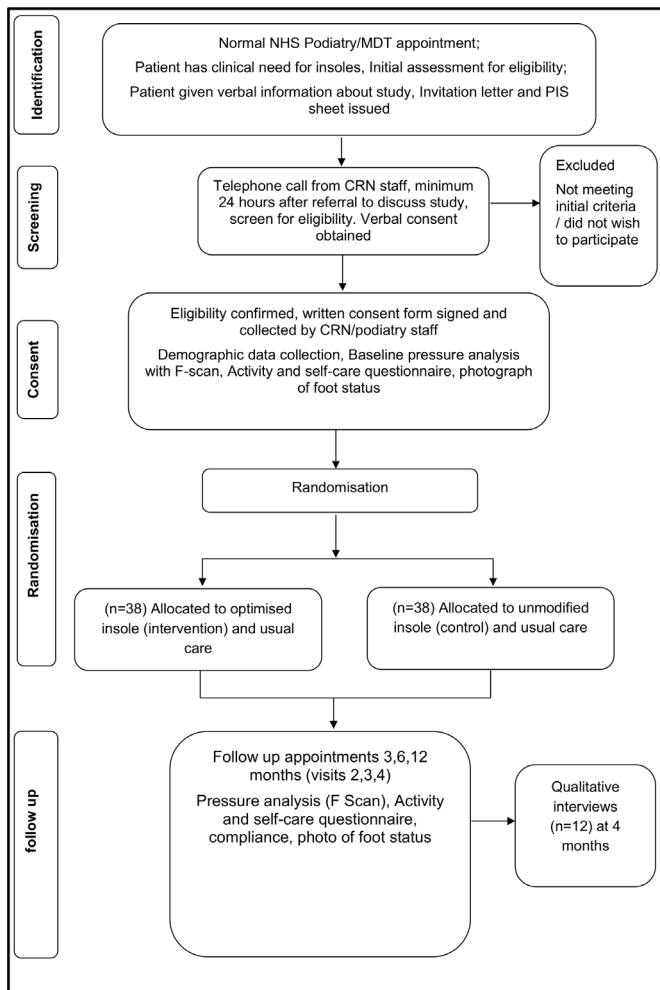 Identification
Normal NHS Podiatry/MDT appointment;
Patient has clinical need for insoles, Initial assessment for eligibility;
Patient given verbal information about study, Invitation letter and PIS
sheet issued
Screening
Telephone call from CRN staff, minimum
24 hours after referral to discuss study,
screen for eligibility. Verbal consent
obtained
Excluded
Not meeting
initial criteria
/ did not wish
to participate
Consent
Eligibility confirmed, written consent form signed and
collected by CRN/podiatry staff
Demographic data collection, Baseline pressure analysis
with F-scan, Activity and self-care questionnaire, photograph
of foot status
Randomisation
Randomisation
(n=38) Allocated to optimised
insole (intervention) and usual
care
(n=38) Allocated to unmodified
insole (control) and usual care
follow up
Follow up appointments 3,6,12
months (visits 2,3,4)
Pressure analysis (F Scan), Activity
and self-care questionnaire,
compliance, photo of foot status
Qualitative
interviews
(n=12) at 4
months